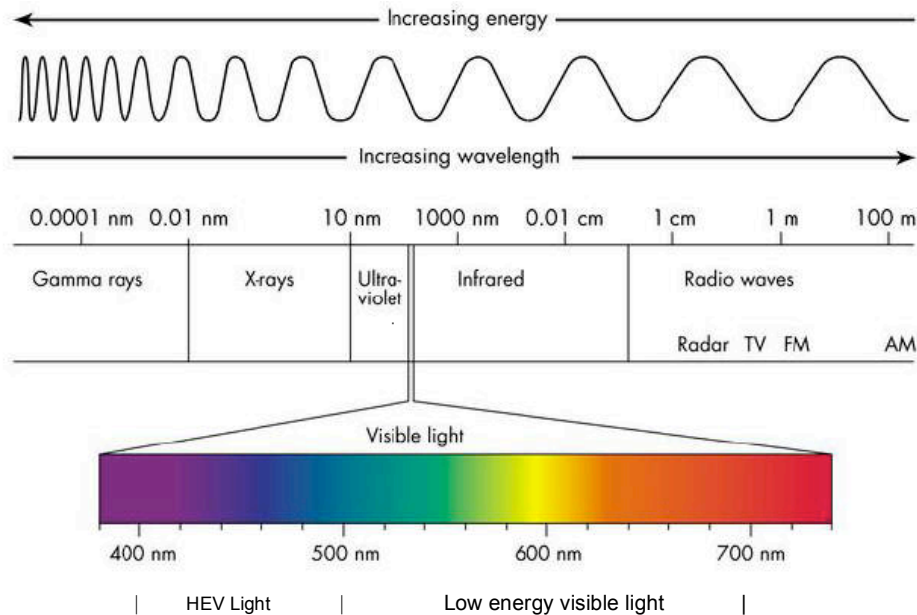 Increasing energy
Increasing wavelength
0.0001 nm 0.01 nm 10 nm 1000 nm 0.01 cm 1 cm 1 m 100 m
Gamma rays X-rays Ultra-
violet Infrared Radio waves
Radar TV FM AM
Visible light
400 nm 500 nm 600 nm 700 nm
| HEV Light | Low energy visible light |